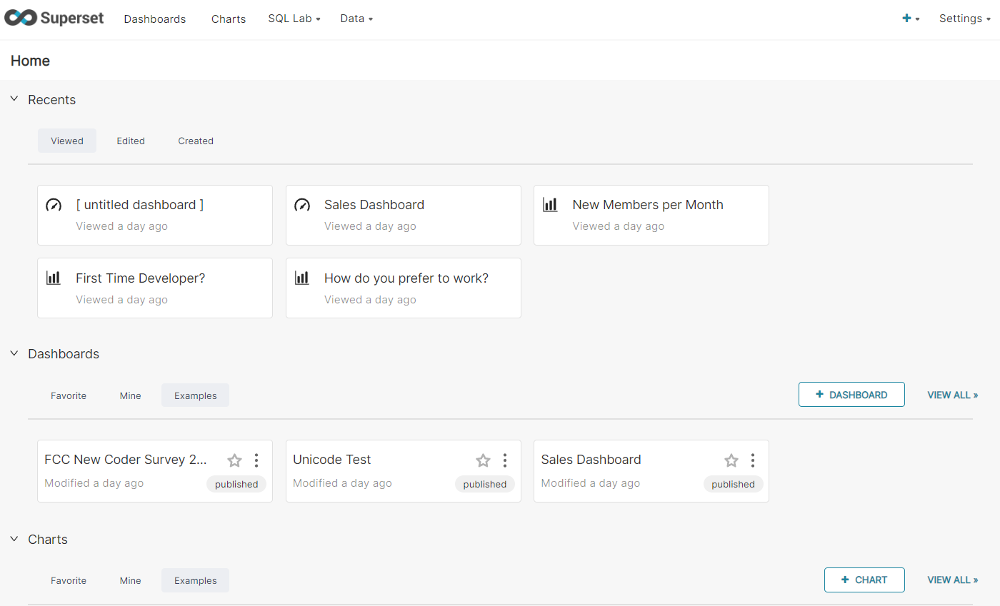 Superset Dashboards Charts SQL Lab Data Settings
Home
Recents
Viewed Edited Created
[ untitled dashboard ] Sales Dashboard New Members per Month
Viewed a day ago Viewed a day ago Viewed a day ago
First Time Developer? How do you prefer to work?
Viewed a day ago Viewed a day ago
Dashboards
Favorite Mine Examples + DASHBOARD VIEW ALL »
FCC New Coder Survey 2... Unicode Test Sales Dashboard
Modified a day ago published Modified a day ago published Modified a day ago published
Charts
Favorite Mine Examples + CHART VIEW ALL »